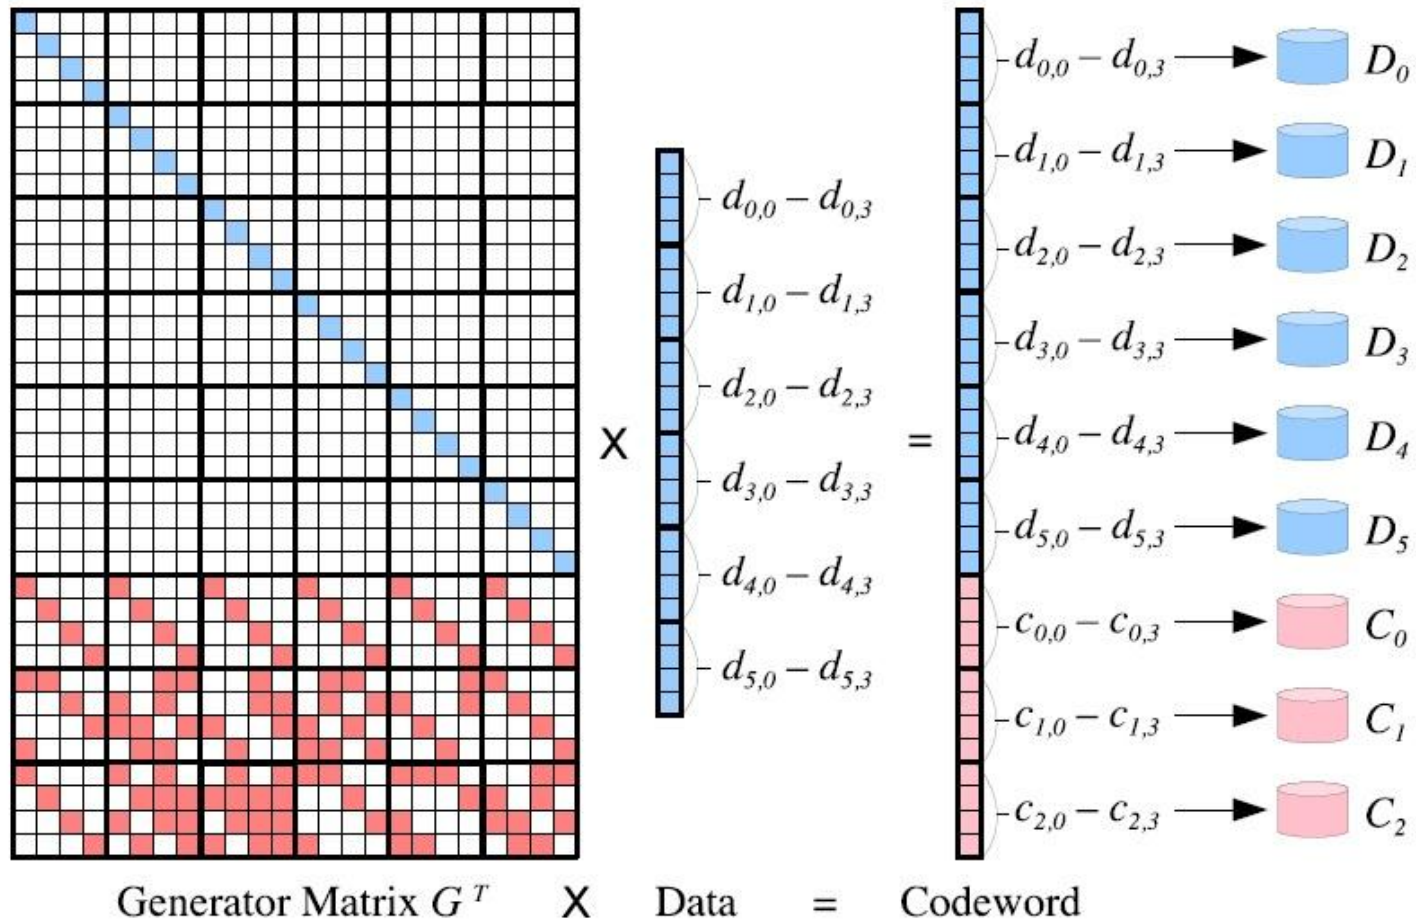 d0,0 – d0,3 D0
d1,0 – d1,3 D1
d0,0 – d0,3
d2,0 – d2,3 D2
d1,0 – d1,3
d3,0 – d3,3 D3
d2,0 – d2,3
X = d4,0 – d4,3 D4
d3,0 – d3,3
d5,0 – d5,3 D5
d4,0 – d4,3
c0,0 – c0,3 C0
d5,0 – d5,3
c1,0 – c1,3 C1
c2,0 – c2,3 C2
Generator Matrix G T X Data = Codeword